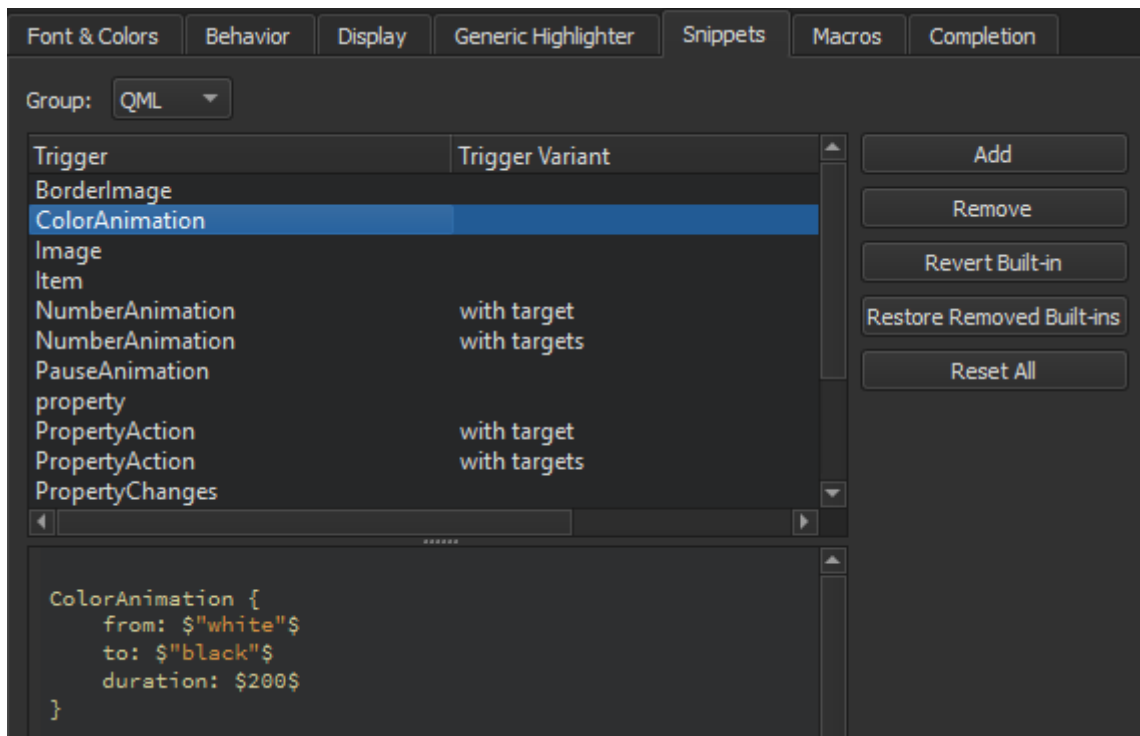 Font & Colors Behavior Display Generic Highlighter Snippets Macros Completion
Group: QML
Trigger Trigger Variant Add
BorderImage
ColorAnimation Remove
Image
Item Revert Built-in
NumberAnimation with target Restore Removed Built-ins
NumberAnimation with targets
PauseAnimation Reset All
property
PropertyAction with target
PropertyAction with targets
PropertyChanges
ColorAnimation {
    from: $"white"$
    to: $"black"$
    duration: $200$
}